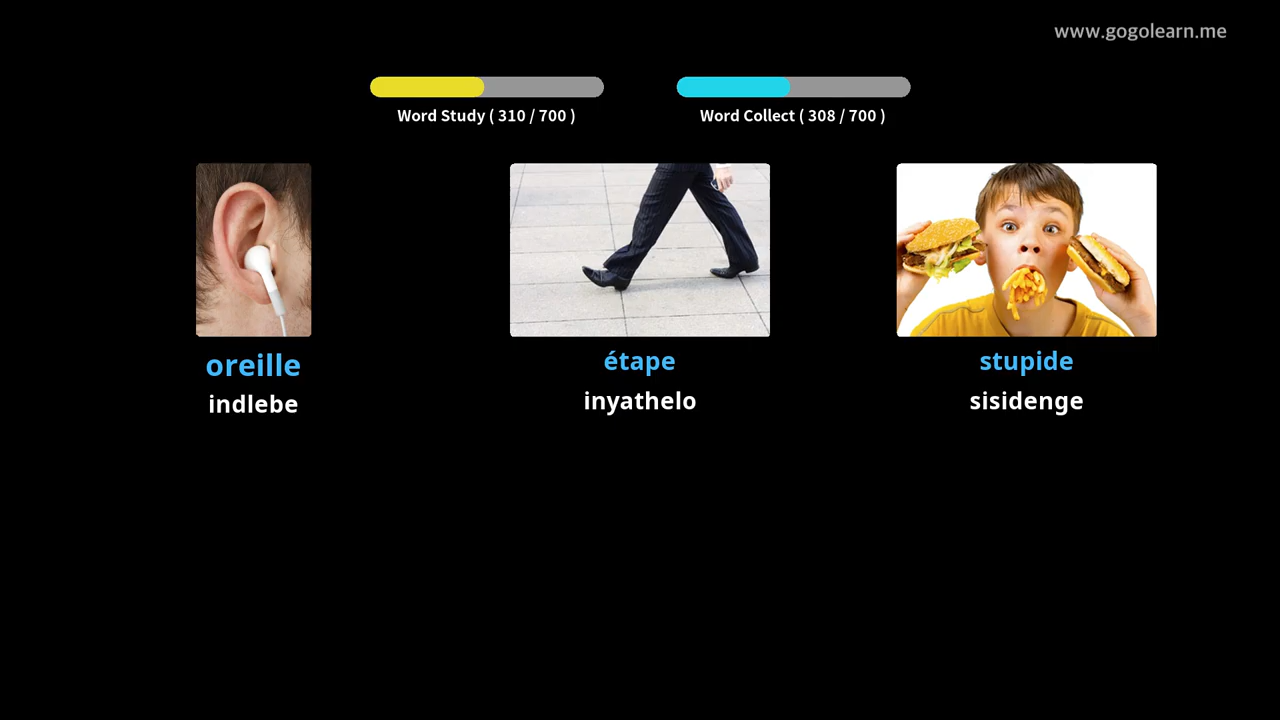 www.gogolearn.me
Word Study ( 310 / 700 )
Word Collect ( 308 / 700 )
oreille
indlebe
étape
inyathelo
stupide
sisidenge